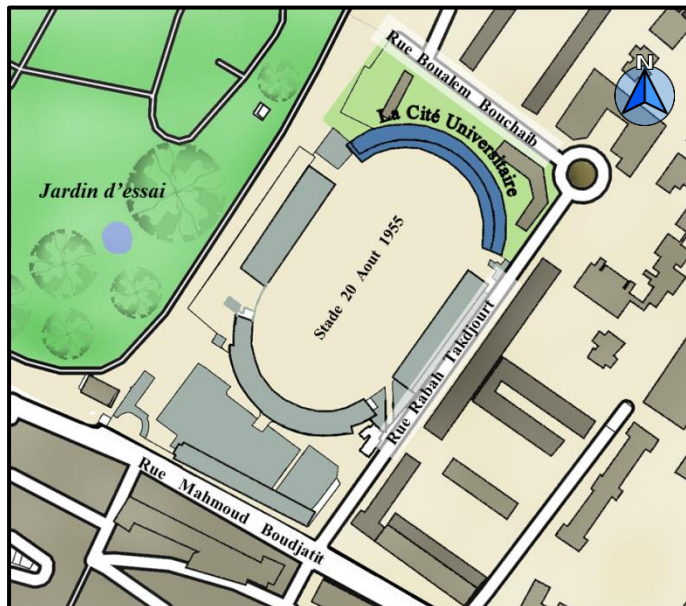 Rue Boualem Bouchaib
N
La Cité Universitaire
Jardin d'essai
Stade 20 Aout 1955
Rue Rabah Takdjourt
Rue Mahmoud Boudjatit